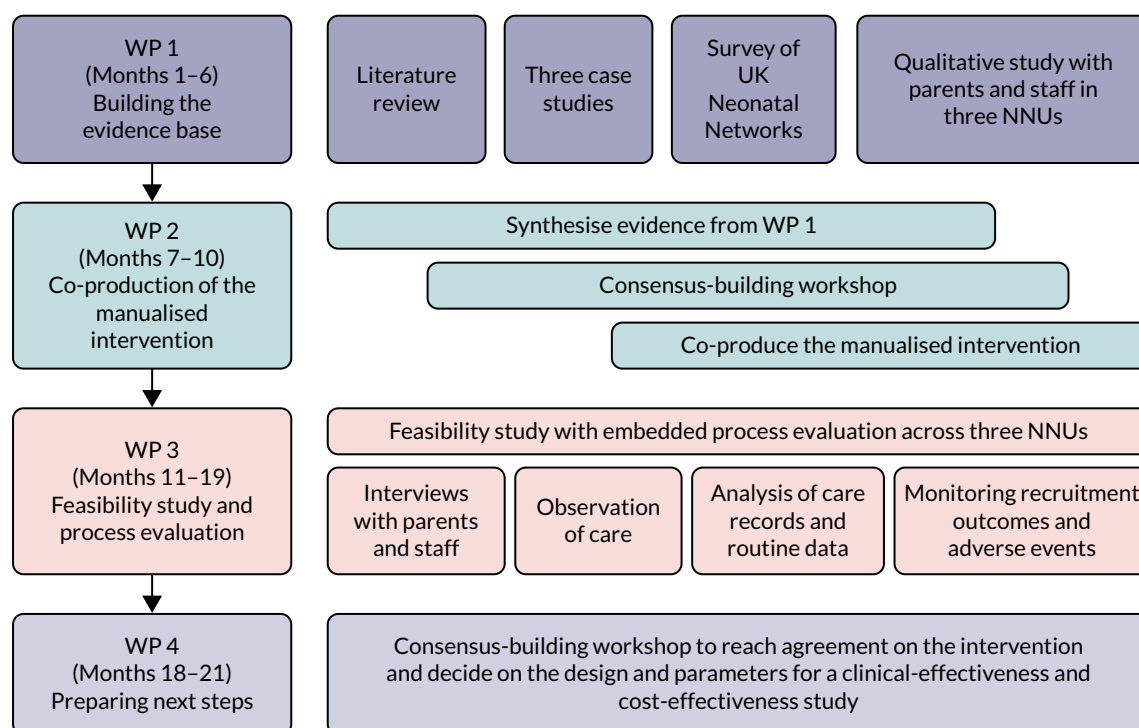 WP 1
(Months 1–6)
Building the
evidence base
Literature
review
Three case
studies
Survey of
UK
Neonatal
Networks
Qualitative study with
parents and staff in
three NNUs
WP 2
(Months 7–10)
Co-production of the
manualised
intervention
Synthesise evidence from WP 1
Consensus-building workshop
Co-produce the manualised intervention
WP 3
(Months 11–19)
Feasibility study and
process evaluation
Feasibility study with embedded process evaluation across three NNUs
Interviews
with parents
and staff
Observation
of care
Analysis of care
records and
routine data
Monitoring recruitment,
outcomes and
adverse events
WP 4
(Months 18–21)
Preparing next steps
Consensus-building workshop to reach agreement on the intervention
and decide on the design and parameters for a clinical-effectiveness and
cost-effectiveness study